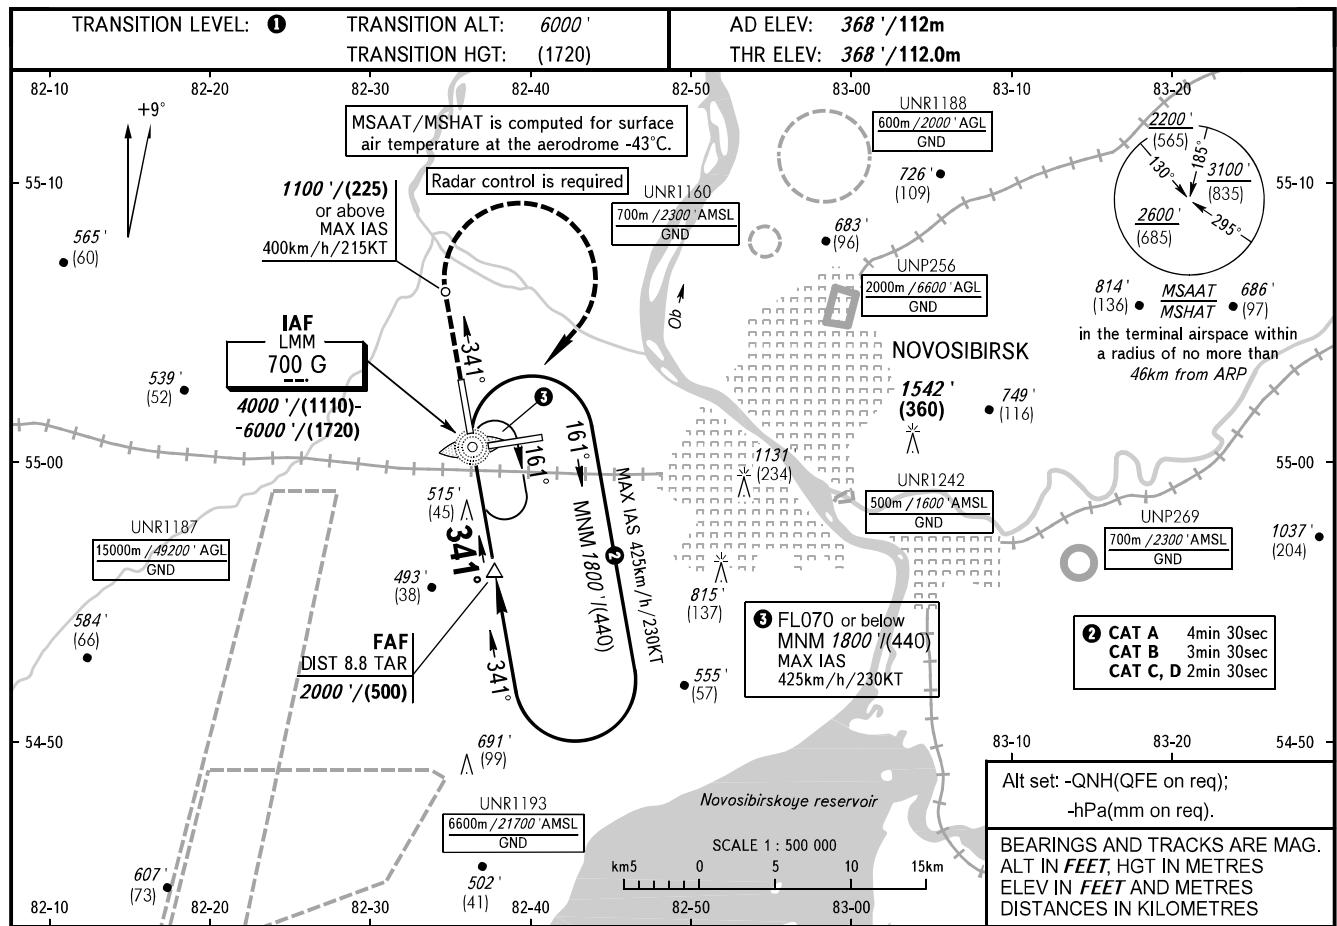 TRANSITION LEVEL: ❶ TRANSITION ALT: 6000 '
TRANSITION HGT: (1720)
AD ELEV: 368 '/112m
THR ELEV: 368 '/112.0m
82-10 82-20 82-30 82-40 82-50 83-00 83-10 83-20
+9°
MSAAT/MSHAT is computed for surface
air temperature at the aerodrome -43°C.
Radar control is required
1100 '/(225)
or above
MAX IAS
400km/h/215KT
UNR1188
600m/2000 ' AGL
GND
726 '
(109)
2200 '
(565)
185°
130°
3100 '
(835)
2600 '
(685)
295°
55-10
55-10
UNR1160
700m/2300 ' AMSL
GND
683 '
(96)
565 '
(60)
UNP256
2000m/6600 ' AGL
GND
814 '
(136)
MSAAT
MSHAT
686 '
(97)
in the terminal airspace within
a radius of no more than
46km from ARP
Ob
IAF
LMM
700 G
4000 '/(1110)-
-6000 '/(1720)
341°
NOVOSIBIRSK
539 '
(52)
❸
1542 '
(360)
749 '
(116)
161°
161°
MNM 1800 '/(440)
MAX IAS 425km/h/230KT
❷
1131 '
(234)
55-00
55-00
515 '
(45)
341°
UNR1242
500m/1600 ' AMSL
GND
UNR1187
15000m/49200 ' AGL
GND
UNP269
700m/2300 ' AMSL
GND
1037 '
(204)
493 '
(38)
815 '
(137)
584 '
(66)
FAF
DIST 8.8 TAR
2000 '/(500)
341°
❸ FL070 or below
MNM 1800 '/(440)
MAX IAS
425km/h/230KT
❷ CAT A 4min 30sec
CAT B 3min 30sec
CAT C, D 2min 30sec
555 '
(57)
54-50
691 '
(99)
83-10 83-20 54-50
UNR1193
6600m/21700 ' AMSL
GND
Novosibirskoye reservoir
SCALE 1 : 500 000
km5 0 5 10 15km
607 '
(73)
502 '
(41)
82-10 82-20 82-30 82-40 82-50 83-00
Alt set: -QNH(QFE on req);
-hPa(mm on req).
BEARINGS AND TRACKS ARE MAG.
ALT IN FEET, HGT IN METRES
ELEV IN FEET AND METRES
DISTANCES IN KILOMETRES